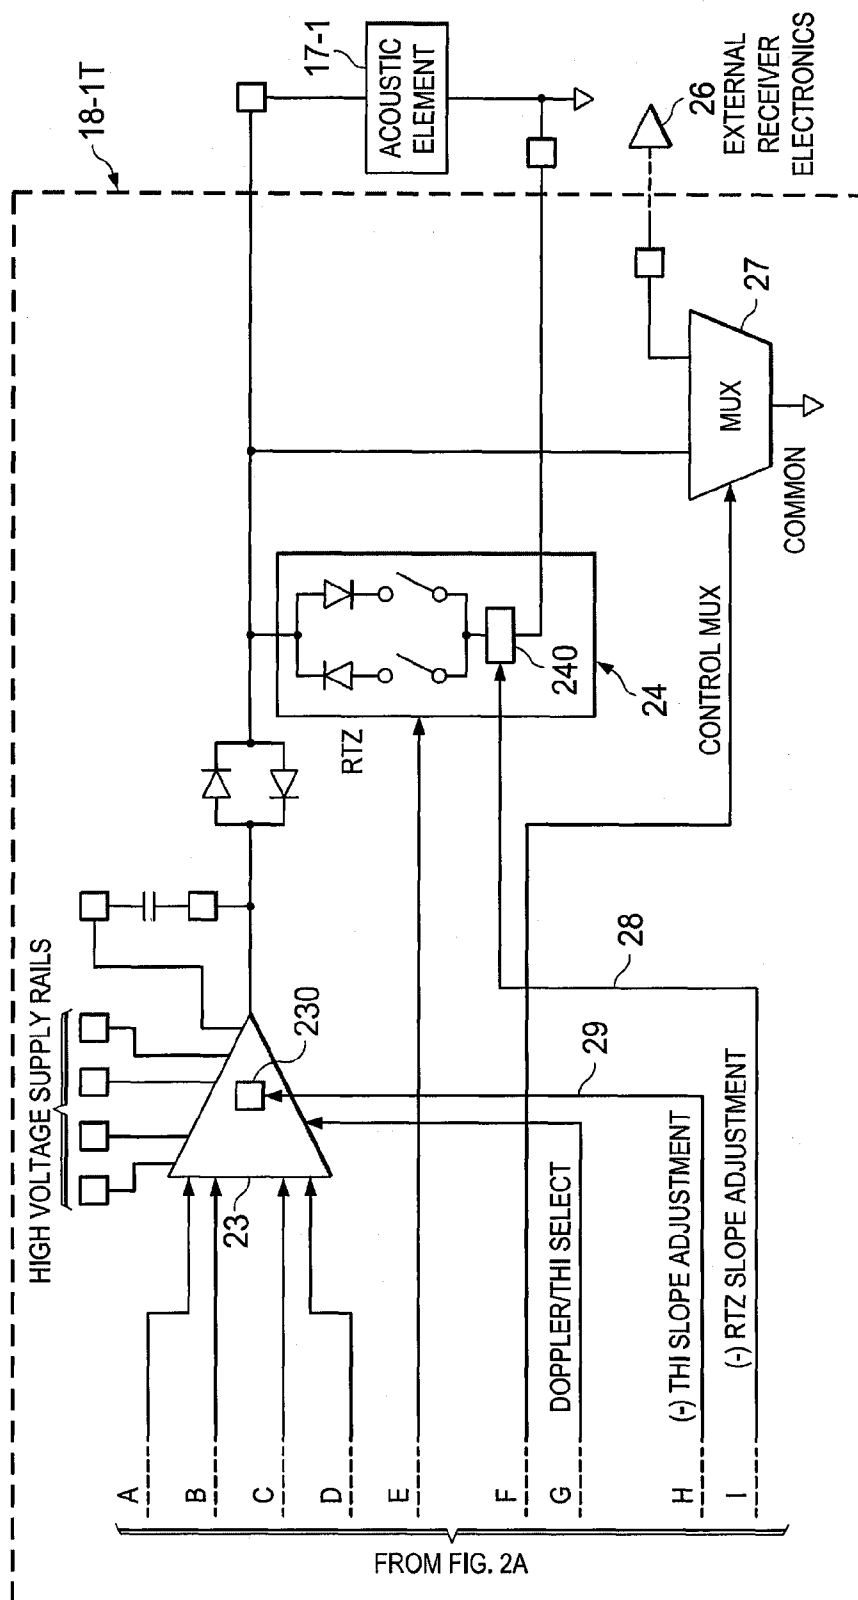 18-1T
HIGH VOLTAGE SUPPLY RAILS
17-1
ACOUSTIC
ELEMENT
26
EXTERNAL
RECEIVER
ELECTRONICS
230
23
RTZ
240
24
29
28
27
MUX
COMMON
CONTROL MUX
DOPPLER/THI SELECT
(-) THI SLOPE ADJUSTMENT
(-) RTZ SLOPE ADJUSTMENT
A
B
C
D
E
F
G
H
I
FROM FIG. 2A